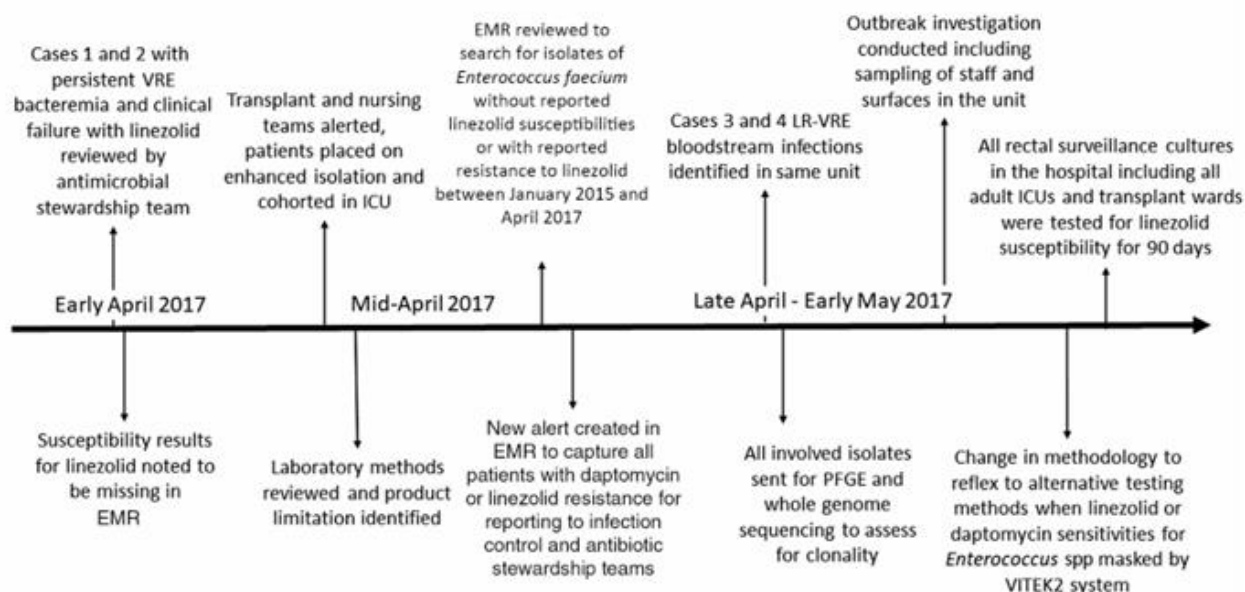 Cases 1 and 2 with
persistent VRE
bacteremia and clinical
failure with linezolid
reviewed by
antimicrobial
stewardship team
Transplant and nursing
teams alerted,
patients placed on
enhanced isolation and
cohorted in ICU
EMR reviewed to
search for isolates of
Enterococcus faecium
without reported
linezolid susceptibilities
or with reported
resistance to linezolid
between January 2015 and
April 2017
Cases 3 and 4 LR-VRE
bloodstream infections
identified in same unit
Outbreak investigation
conducted including
sampling of staff and
surfaces in the unit
All rectal surveillance cultures
in the hospital including all
adult ICUs and transplant wards
were tested for linezolid
susceptibility for 90 days
Early April 2017
Mid-April 2017
Late April - Early May 2017
Susceptibility results
for linezolid noted to
be missing in
EMR
Laboratory methods
reviewed and product
limitation identified
New alert created in
EMR to capture all
patients with daptomycin
or linezolid resistance for
reporting to infection
control and antibiotic
stewardship teams
All involved isolates
sent for PFGE and
whole genome
sequencing to assess
for clonality
Change in methodology to
reflex to alternative testing
methods when linezolid or
daptomycin sensitivities for
Enterococcus spp masked by
VITEK2 system